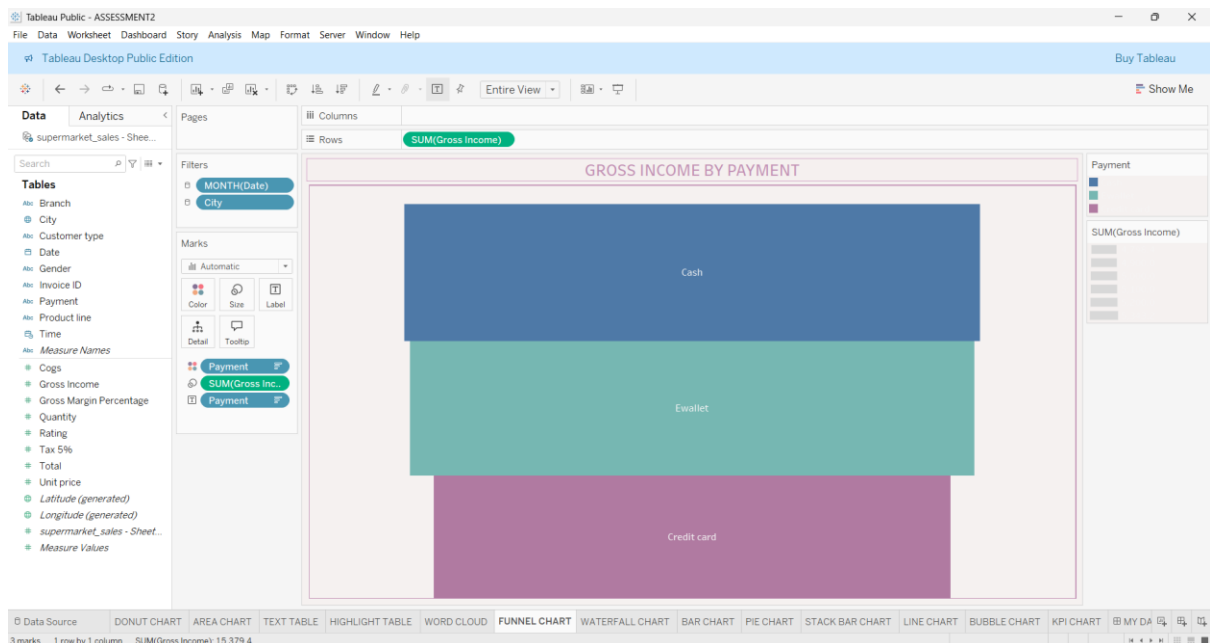 Tableau Public - ASSESSMENT2
File Data Worksheet Dashboard Story Analysis Map Format Server Window Help
Tableau Desktop Public Edition
Buy Tableau
Entire View
Show Me
Data Analytics
supermarket_sales - Shee...
Search
Tables
Abc Branch
City
Abc Customer type
Date
Abc Gender
Abc Invoice ID
Abc Payment
Abc Product line
Time
Abc Measure Names
# Cogs
# Gross Income
# Gross Margin Percentage
# Quantity
# Rating
# Tax 5%
# Total
# Unit price
Latitude (generated)
Longitude (generated)
# supermarket_sales - Sheet...
# Measure Values
Pages
Filters
MONTH(Date)
City
Marks
Automatic
Color Size Label
Detail Tooltip
Payment
SUM(Gross Inc..
Payment
Columns
Rows SUM(Gross Income)
GROSS INCOME BY PAYMENT
Cash
Ewallet
Credit card
Payment
SUM(Gross Income)
Data Source DONUT CHART AREA CHART TEXT TABLE HIGHLIGHT TABLE WORD CLOUD FUNNEL CHART WATERFALL CHART BAR CHART PIE CHART STACK BAR CHART LINE CHART BUBBLE CHART KPI CHART MY DA
3 marks 1 row by 1 column SUM(Gross Income): 15,379.4